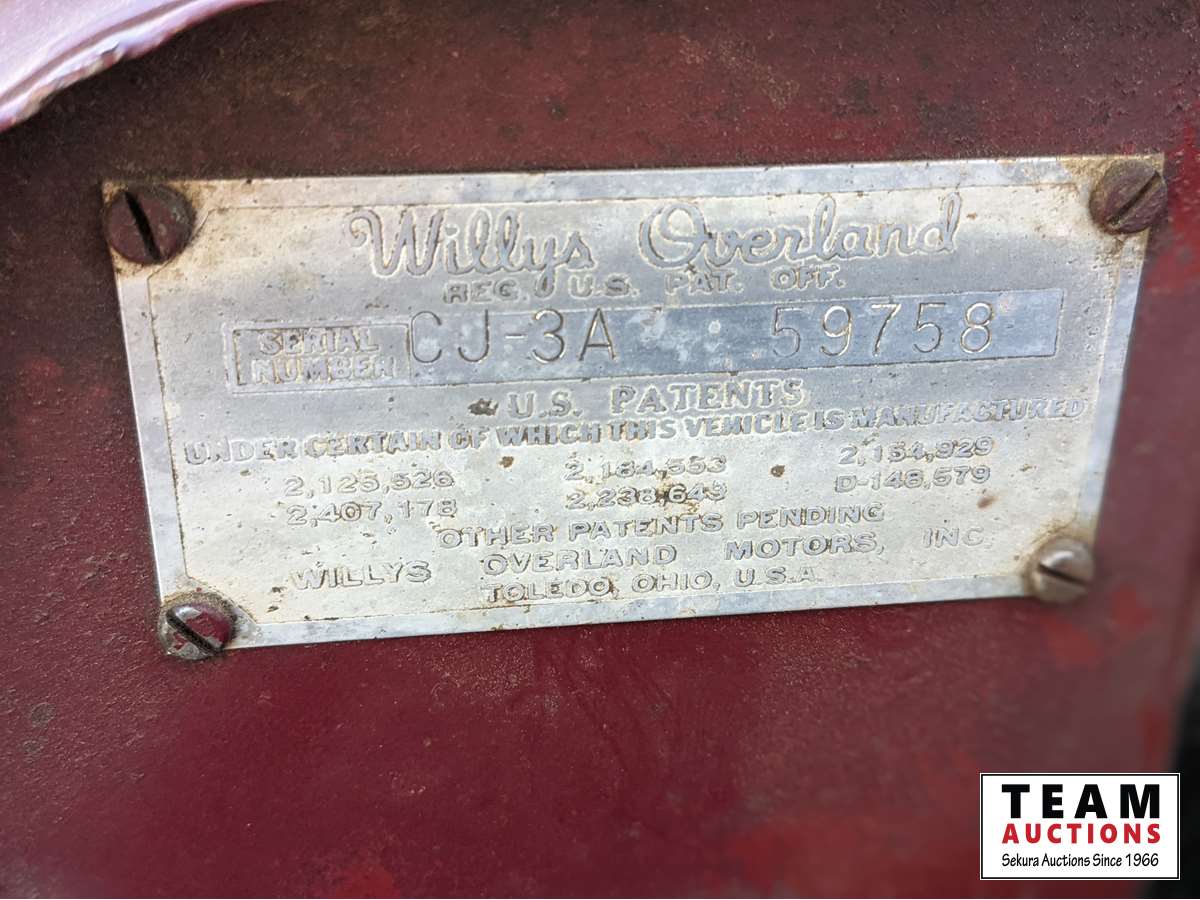 Willys Overland
REG. U.S. PAT. OFF.
SERIAL NUMBER CJ-3A 59758
U.S. PATENTS
UNDER CERTAIN OF WHICH THIS VEHICLE IS MANUFACTURED
2,125,526 2,184,553 2,154,929
2,407,178 2,238,643 D-148,579
OTHER PATENTS PENDING
WILLYS OVERLAND MOTORS, INC.
TOLEDO, OHIO, U.S.A.
TEAM
AUCTIONS
Sekura Auctions Since 1966